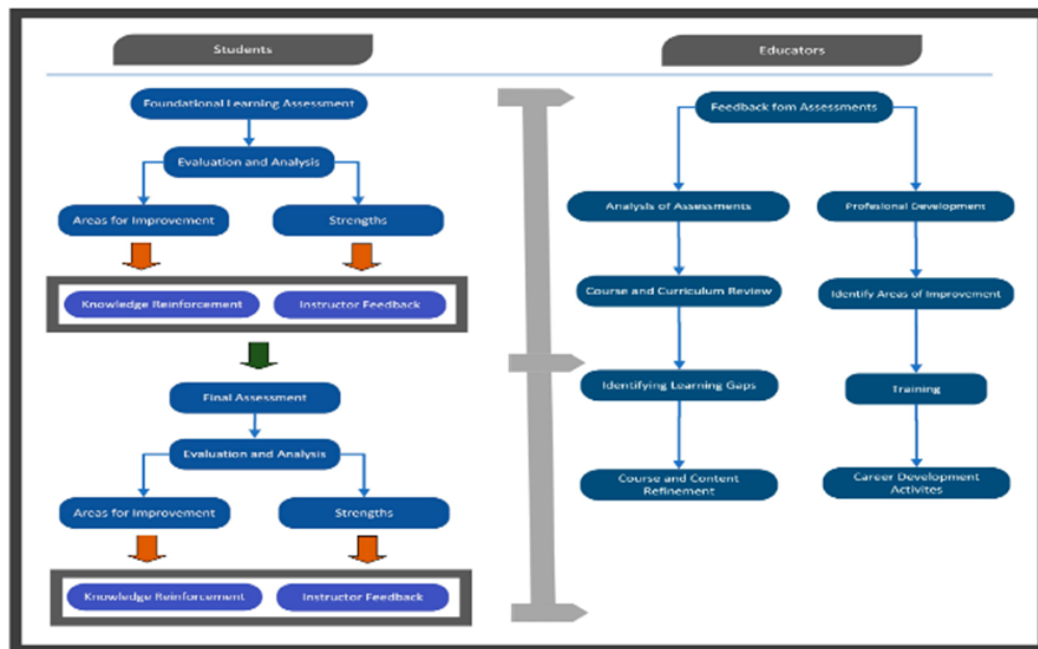 Students
Foundational Learning Assessment
Evaluation and Analysis
Areas for Improvement
Strengths
Knowledge Reinforcement
Instructor Feedback
Final Assessment
Evaluation and Analysis
Areas for Improvement
Strengths
Knowledge Reinforcement
Instructor Feedback
Educators
Feedback fom Assessments
Analysis of Assessments
Course and Curriculum Review
Identifying Learning Gaps
Course and Content
Refinement
Profesional Development
Identify Areas of Improvement
Training
Career Development
Activites